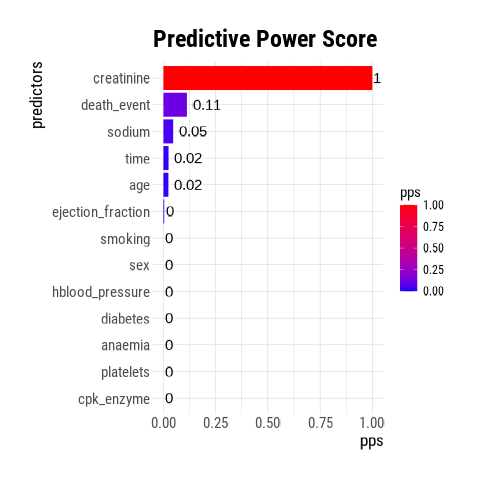 Predictive Power Score
predictors
creatinine 1
death_event 0.11
sodium 0.05
time 0.02
age 0.02
ejection_fraction 0
smoking 0
sex 0
hblood_pressure 0
diabetes 0
anaemia 0
platelets 0
cpk_enzyme 0
0.00 0.25 0.50 0.75 1.00
pps
pps
1.00
0.75
0.50
0.25
0.00